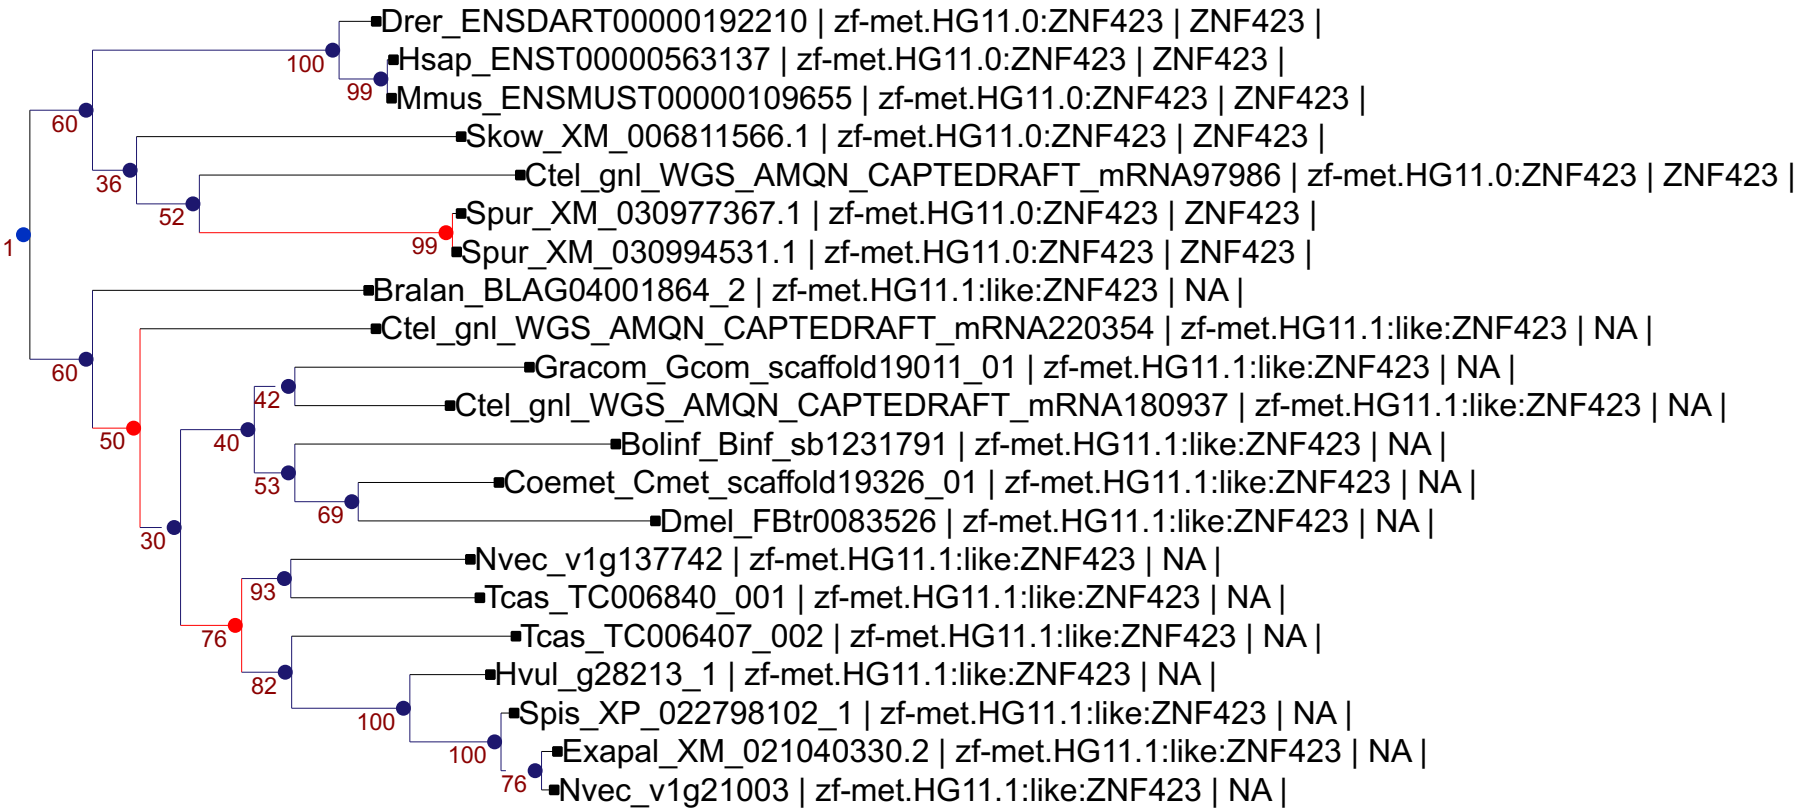 Drer_ENSDART00000192210 | zf-met.HG11.0:ZNF423 | ZNF423 |
100
Hsap_ENST00000563137 | zf-met.HG11.0:ZNF423 | ZNF423 |
99
Mmus_ENSMUST00000109655 | zf-met.HG11.0:ZNF423 | ZNF423 |
60
Skow_XM_006811566.1 | zf-met.HG11.0:ZNF423 | ZNF423 |
36
Ctel_gnl_WGS_AMQN_CAPTEDRAFT_mRNA97986 | zf-met.HG11.0:ZNF423 | ZNF423 |
52
Spur_XM_030977367.1 | zf-met.HG11.0:ZNF423 | ZNF423 |
1
99
Spur_XM_030994531.1 | zf-met.HG11.0:ZNF423 | ZNF423 |
Bralan_BLAG04001864_2 | zf-met.HG11.1:like:ZNF423 | NA |
Ctel_gnl_WGS_AMQN_CAPTEDRAFT_mRNA220354 | zf-met.HG11.1:like:ZNF423 | NA |
60
Gracom_Gcom_scaffold19011_01 | zf-met.HG11.1:like:ZNF423 | NA |
42
Ctel_gnl_WGS_AMQN_CAPTEDRAFT_mRNA180937 | zf-met.HG11.1:like:ZNF423 | NA |
50
40
Bolinf_Binf_sb1231791 | zf-met.HG11.1:like:ZNF423 | NA |
53
Coemet_Cmet_scaffold19326_01 | zf-met.HG11.1:like:ZNF423 | NA |
69
Dmel_FBtr0083526 | zf-met.HG11.1:like:ZNF423 | NA |
30
Nvec_v1g137742 | zf-met.HG11.1:like:ZNF423 | NA |
93
Tcas_TC006840_001 | zf-met.HG11.1:like:ZNF423 | NA |
76
Tcas_TC006407_002 | zf-met.HG11.1:like:ZNF423 | NA |
82
Hvul_g28213_1 | zf-met.HG11.1:like:ZNF423 | NA |
100
Spis_XP_022798102_1 | zf-met.HG11.1:like:ZNF423 | NA |
100
Exapal_XM_021040330.2 | zf-met.HG11.1:like:ZNF423 | NA |
76
Nvec_v1g21003 | zf-met.HG11.1:like:ZNF423 | NA |